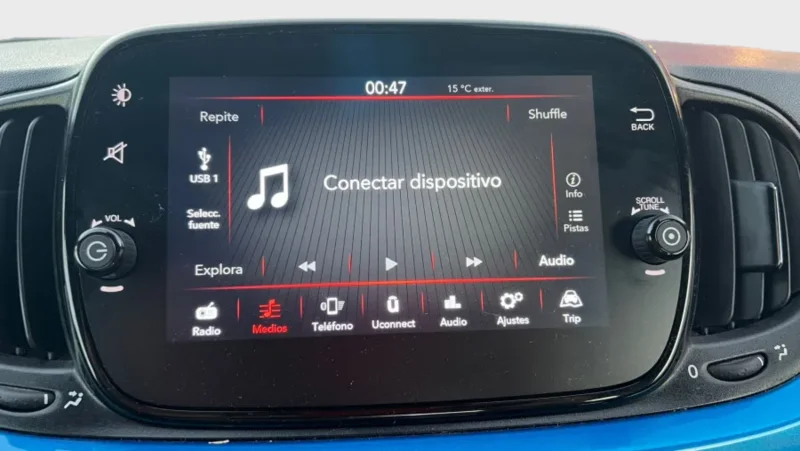 00:47
15 °C exter.
Repite
Shuffle
BACK
USB 1
Conectar dispositivo
Info
Selecc.
fuente
Pistas
VOL
SCROLL
TUNE
Explora
Audio
Radio
Medios
Teléfono
Uconnect
Audio
Ajustes
Trip
0